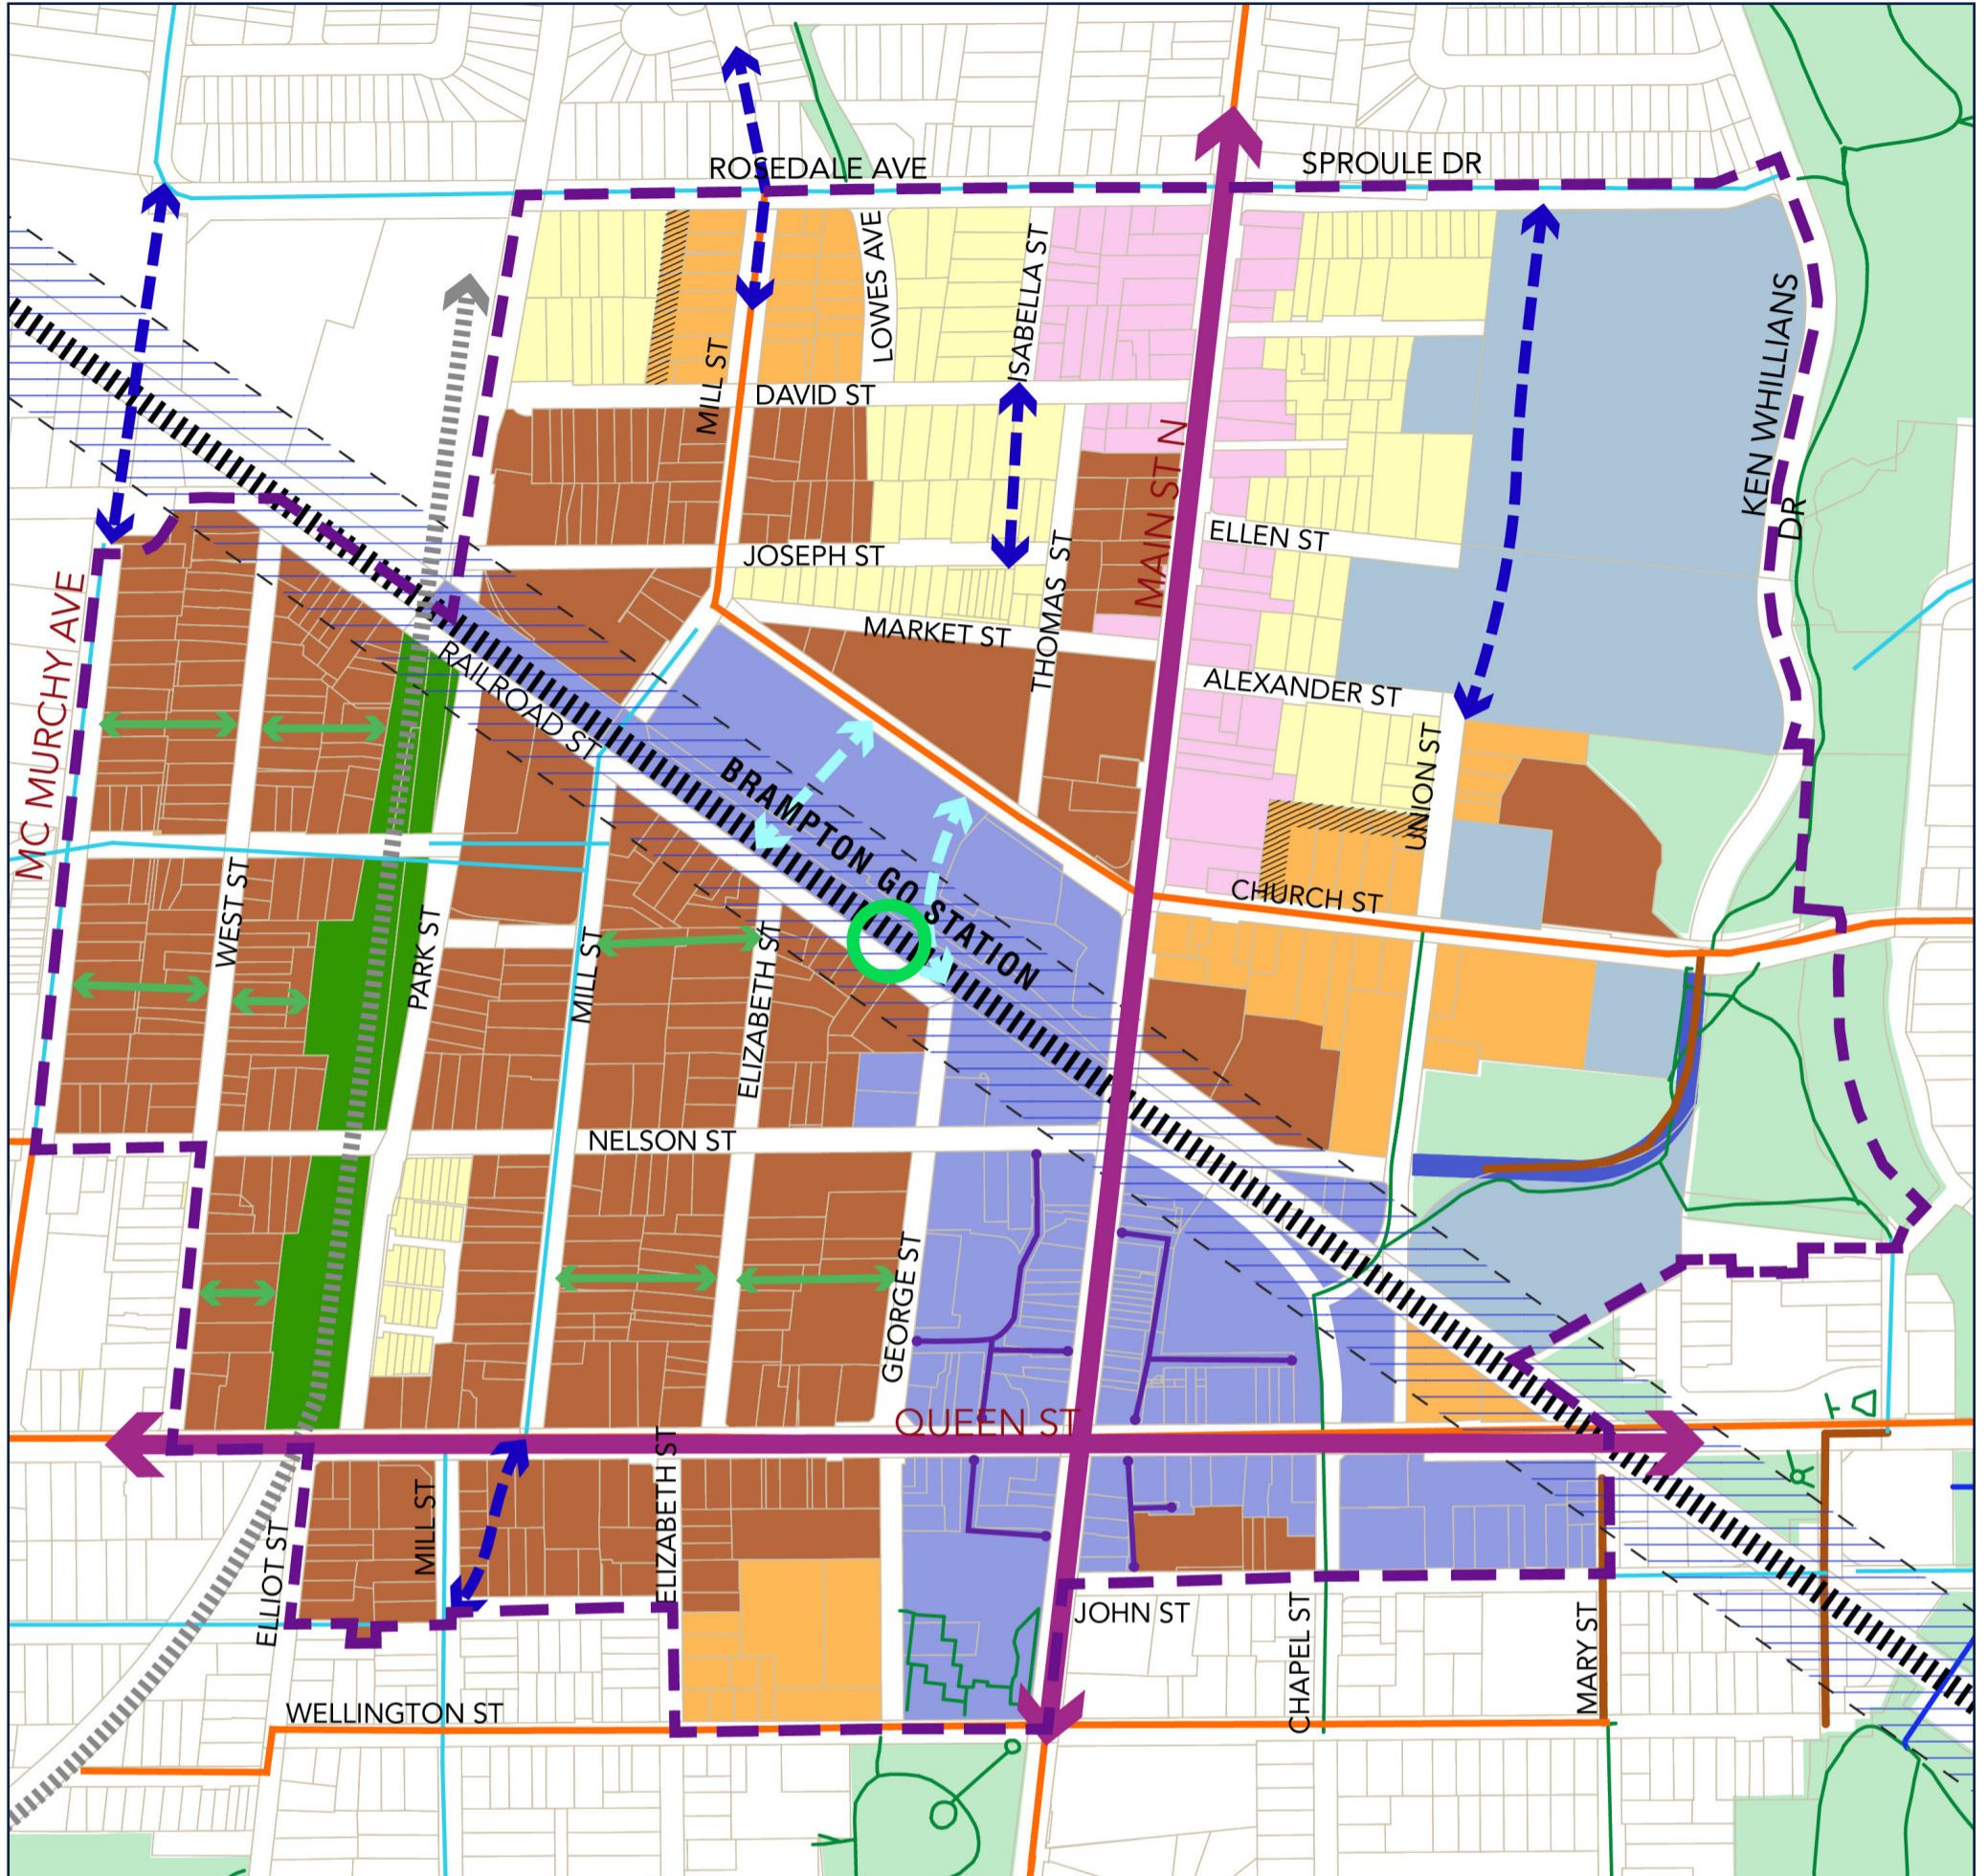 ROSEDALE AVE
SPROULE DR
LOWES AVE
ISABELLA ST
MILL ST
DAVID ST
KEN WHILLIANS
DR
MAIN ST N
ELLEN ST
JOSEPH ST
THOMAS ST
MC MURCHY AVE
MARKET ST
RAILROAD ST
ALEXANDER ST
UNION ST
BRAMPTON GO STATION
CHURCH ST
WEST ST
PARK ST
MILL ST
ELIZABETH ST
NELSON ST
GEORGE ST
QUEEN ST
ELIZABETH ST
MILL ST
ELLIOT ST
JOHN ST
CHAPEL ST
MARY ST
WELLINGTON ST